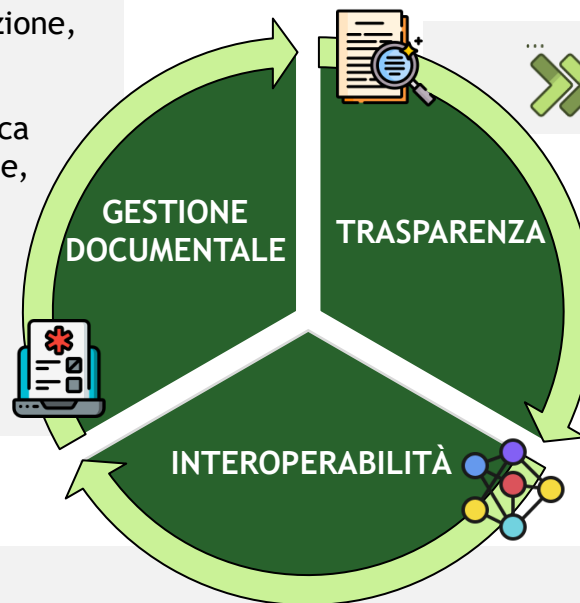 zione,
ca
e,
...
GESTIONE
DOCUMENTALE
TRASPARENZA
INTEROPERABILITÀ